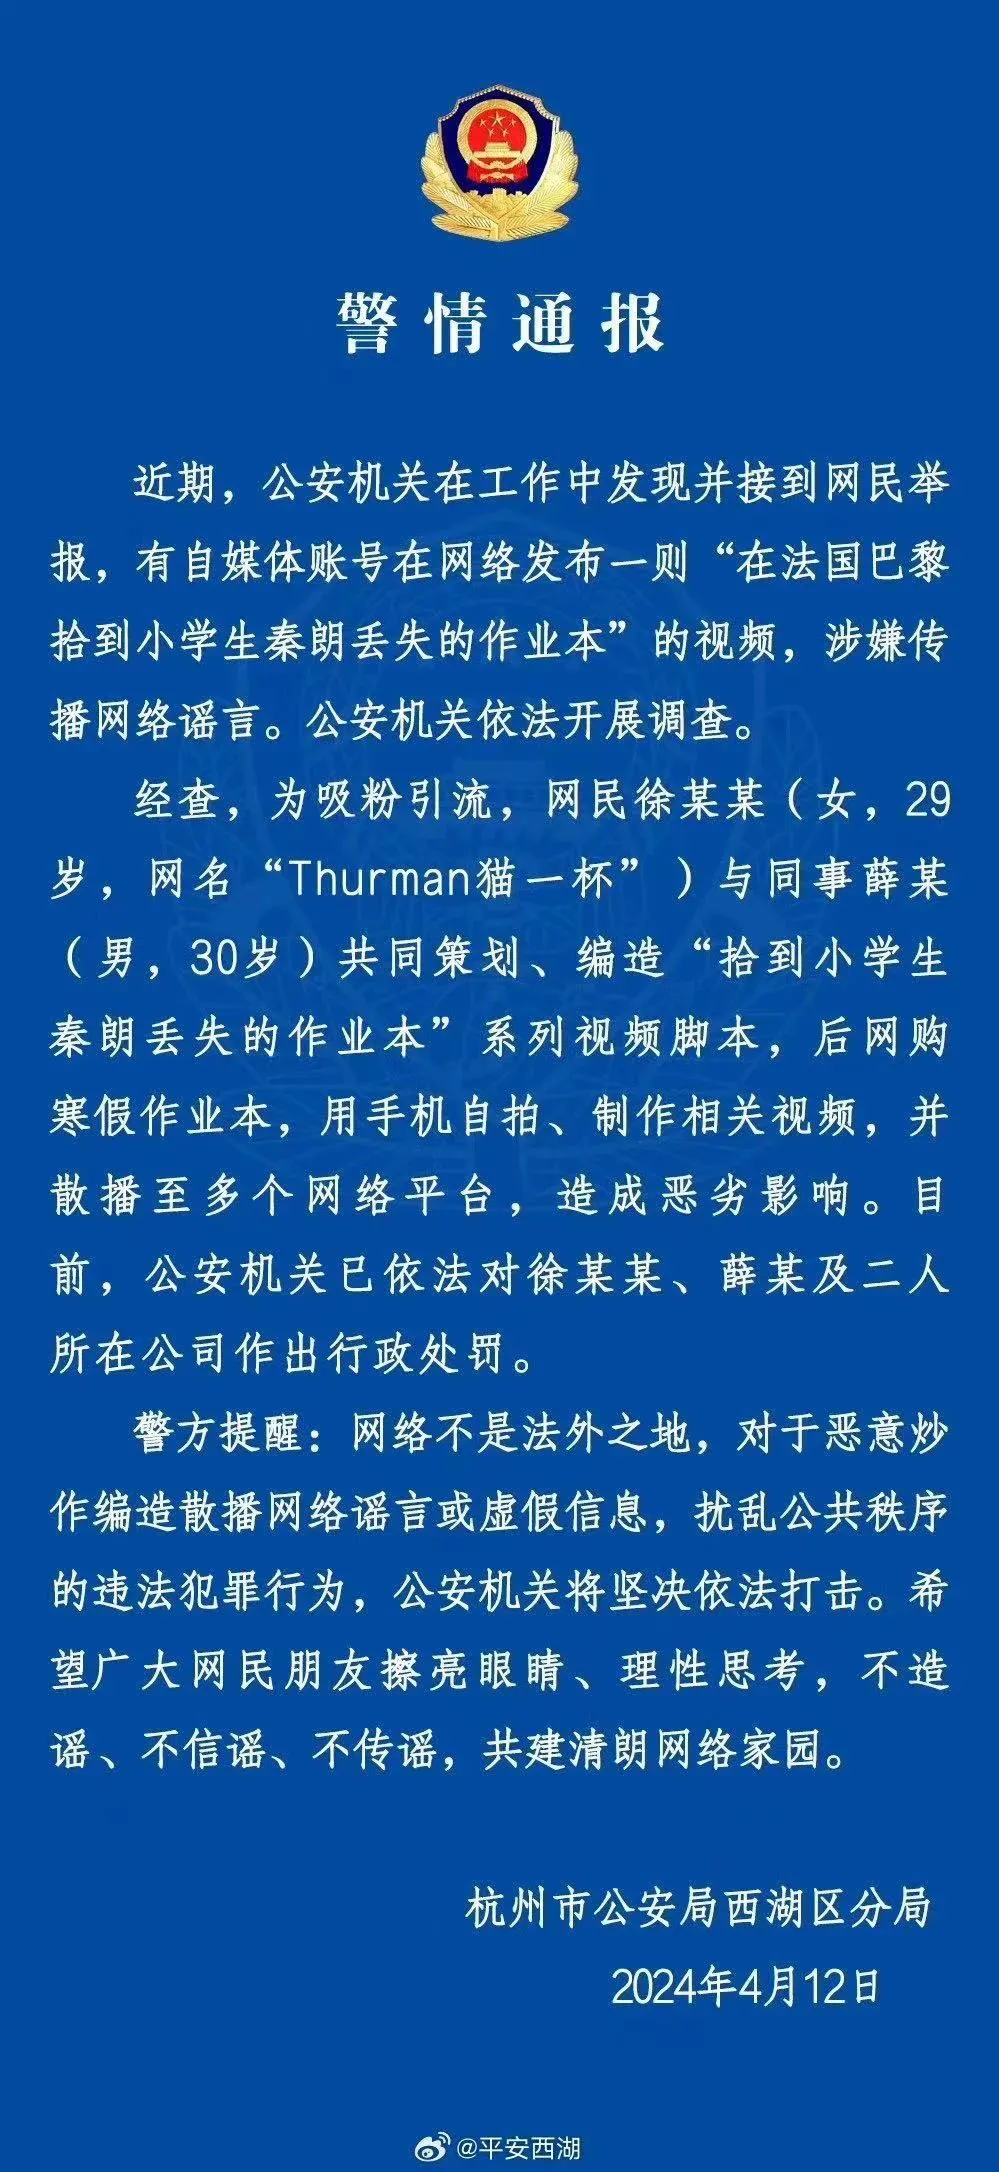 警情通报
近期，公安机关在工作中发现并接到网民举
报，有自媒体账号在网络发布一则“在法国巴黎
拾到小学生秦朗丢失的作业本”的视频，涉嫌传
播网络谣言。公安机关依法开展调查。
经查，为吸粉引流，网民徐某某（女，29
岁，网名“Thurman猫一杯”）与同事薛某
（男，30岁）共同策划、编造“拾到小学生
秦朗丢失的作业本”系列视频脚本，后网购
寒假作业本，用手机自拍、制作相关视频，并
散播至多个网络平台，造成恶劣影响。目
前，公安机关已依法对徐某某、薛某及二人
所在公司作出行政处罚。
警方提醒：网络不是法外之地，对于恶意炒
作编造散播网络谣言或虚假信息，扰乱公共秩序
的违法犯罪行为，公安机关将坚决依法打击。希
望广大网民朋友擦亮眼睛、理性思考，不造
谣、不信谣、不传谣，共建清朗网络家园。
杭州市公安局西湖区分局
2024年4月12日
@平安西湖